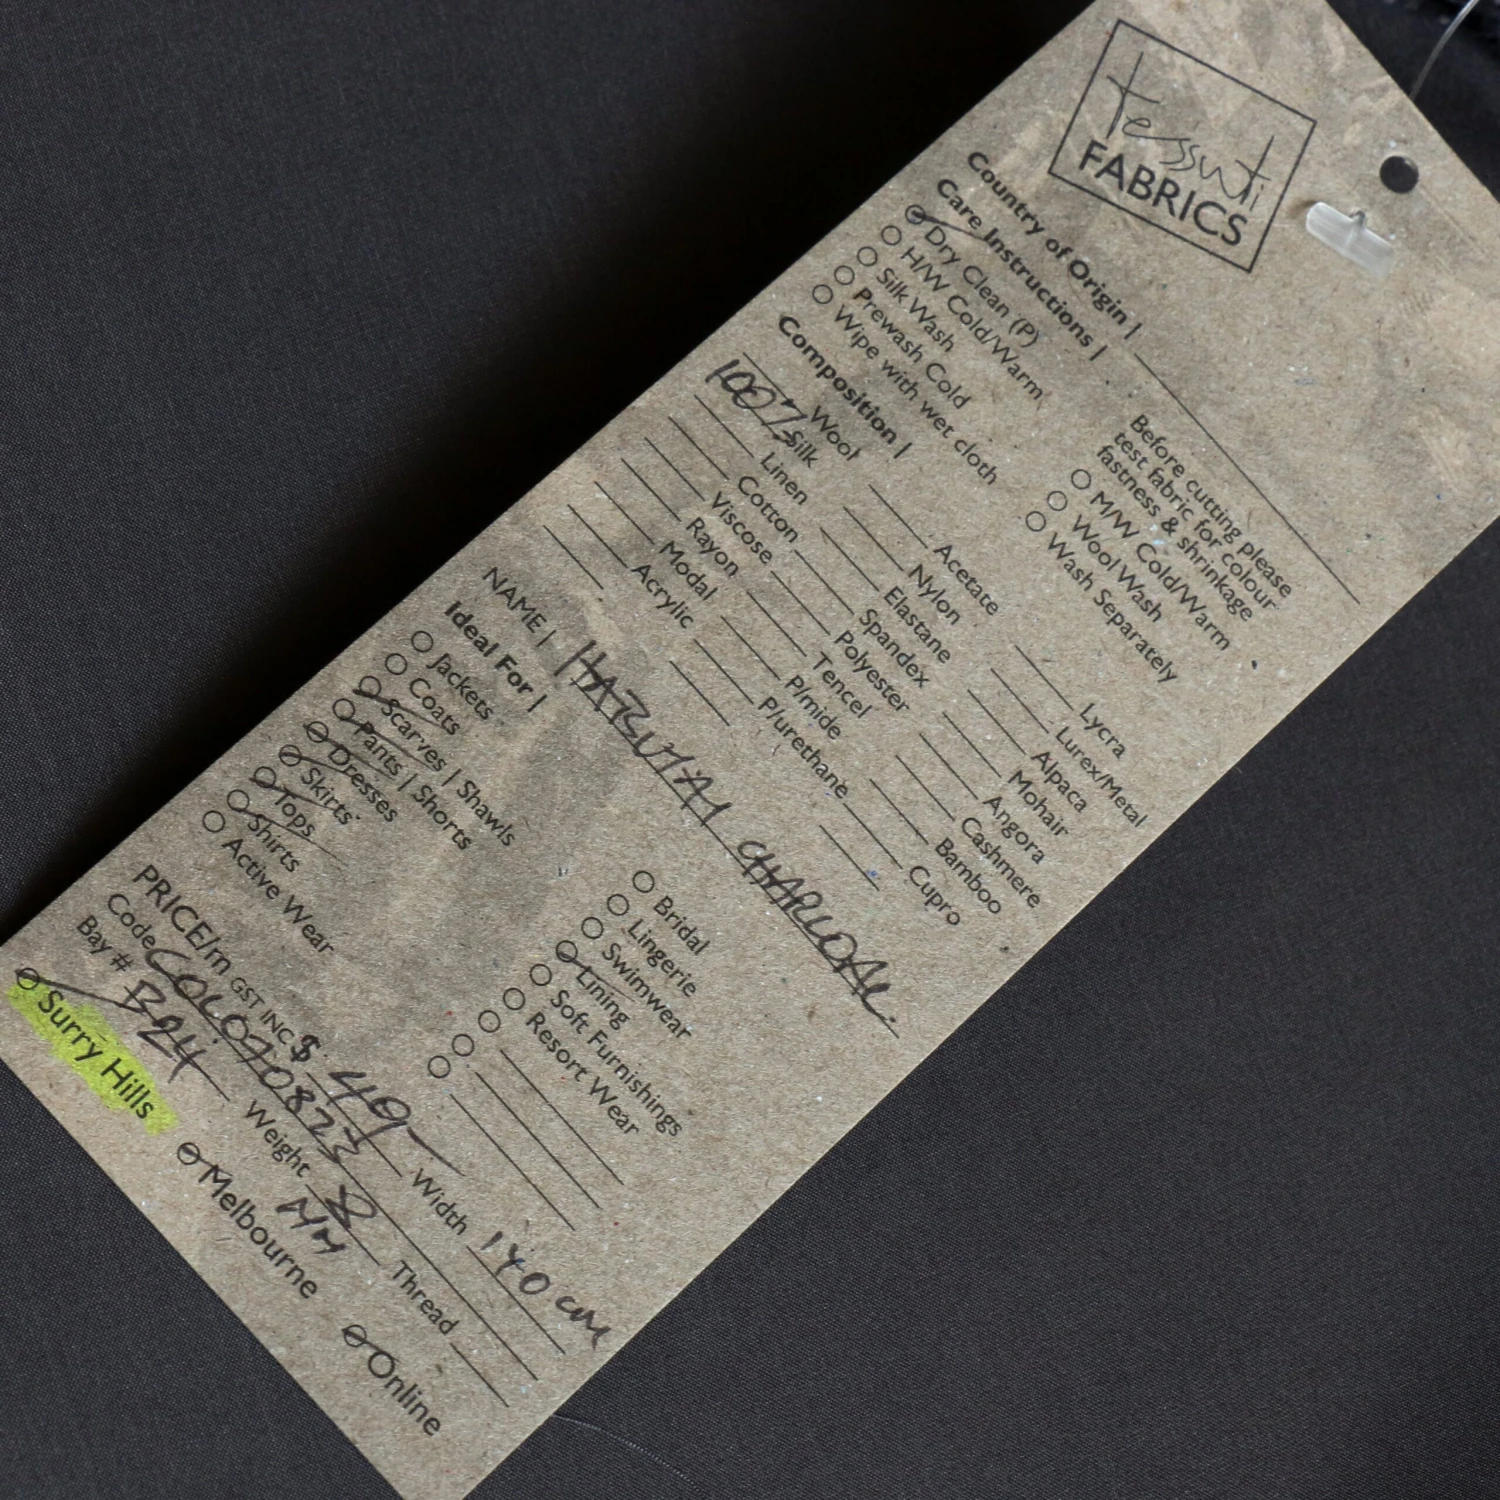 tessuti
FABRICS
Country of Origin |
Care Instructions |
Dry Clean (P)
H/W Cold/Warm
Silk Wash
Prewash Cold
Wipe with wet cloth
Before cutting please
test fabric for colour
fastness & shrinkage
M/W Cold/Warm
Wool Wash
Wash Separately
Composition |
Wool
100% Silk
Linen
Cotton
Viscose
Rayon
Modal
Acrylic
Acetate
Nylon
Elastane
Spandex
Polyester
Tencel
P/mide
P/urethane
Lycra
Lurex/Metal
Alpaca
Mohair
Angora
Cashmere
Bamboo
Cupro
NAME | HABUTAI CHARCOAL
Ideal For |
Jackets
Coats
Scarves | Shawls
Pants | Shorts
Dresses
Skirts
Tops
Shirts
Active Wear
Bridal
Lingerie
Swimwear
Lining
Soft Furnishings
Resort Wear
PRICE/m GST INC $ 49- Width 140 cm
Code COL070823
Bay # B24 Weight Thread
Surry Hills Melbourne Online